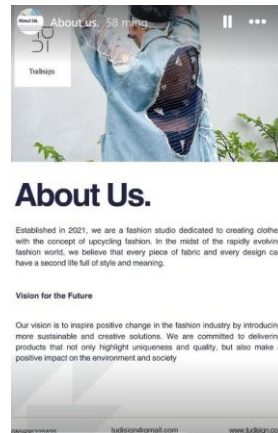 About us. 58 ming
Tudisign
About Us.
Established in 2021, we are a fashion studio dedicated to creating clothe
with the concept of upcycling fashion. In the midst of the rapidly evolvin
fashion world, we believe that every piece of fabric and every design ca
have a second life full of style and meaning.
Vision for the Future
Our vision is to inspire positive change in the fashion industry by introducin
more sustainable and creative solutions. We are committed to deliverin
products that not only highlight uniqueness and quality, but also make
positive impact on the environment and society
tudision@gmail.com
www.tudisign.co